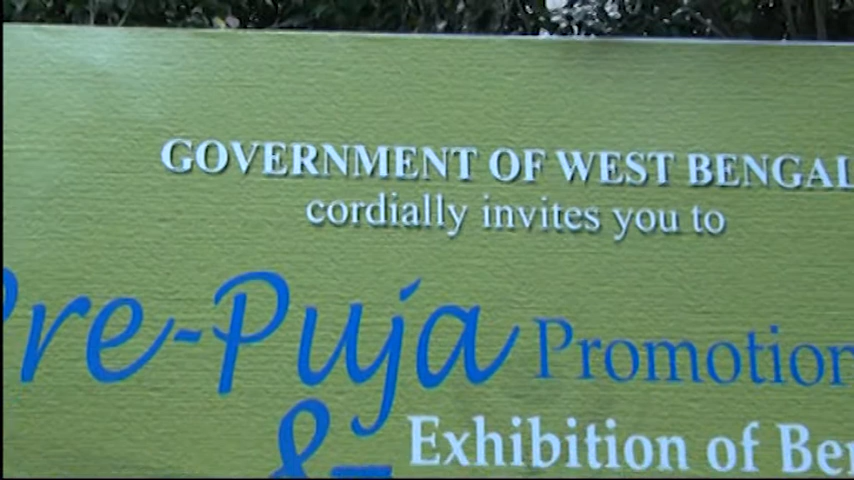 GOVERNMENT OF WEST BENGAL
cordially invites you to
Pre-Puja Promotion
& Exhibition of